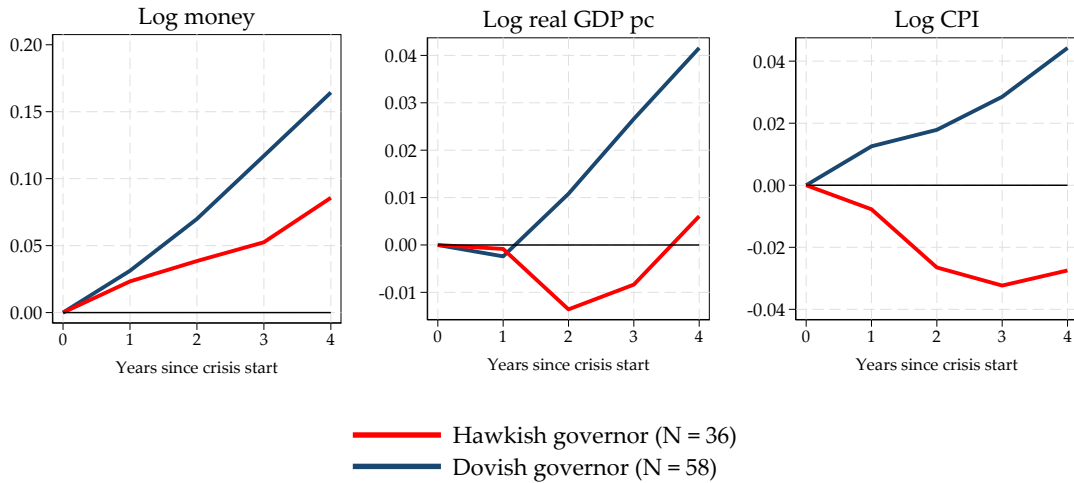 Log money
0.20
0.15
0.10
0.05
0.00
0 1 2 3 4
Years since crisis start
Log real GDP pc
0.04
0.03
0.02
0.01
0.00
-0.01
0 1 2 3 4
Years since crisis start
Log CPI
0.04
0.02
0.00
-0.02
-0.04
0 1 2 3 4
Years since crisis start
Hawkish governor (N = 36)
Dovish governor (N = 58)